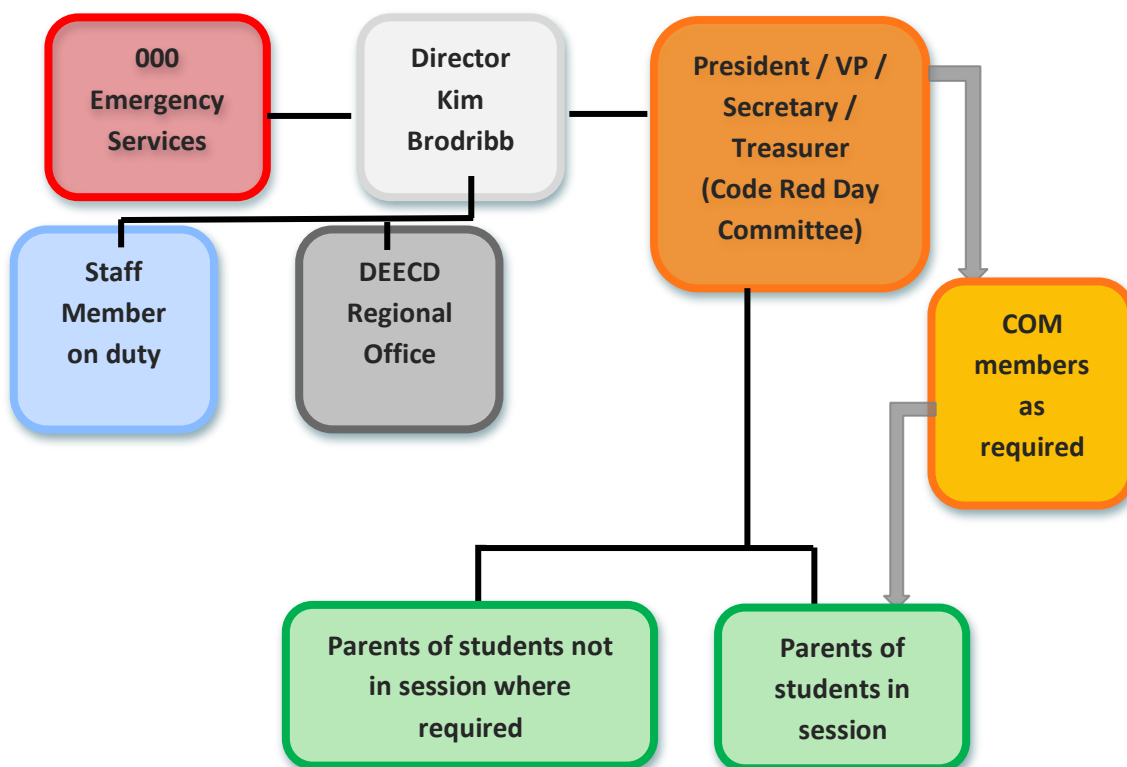 000
Emergency
Services
Director
Kim
Brodribb
President / VP /
Secretary /
Treasurer
(Code Red Day
Committee)
Staff
Member
on duty
DEECD
Regional
Office
COM
members
as
required
Parents of students not
in session where
required
Parents of
students in
session